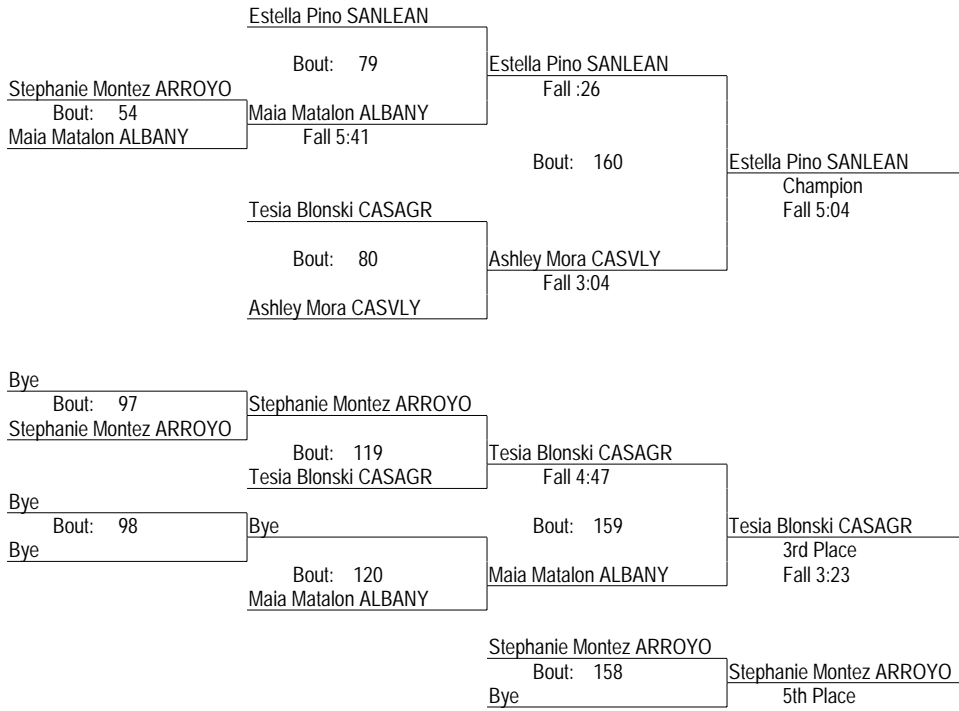 Estella Pino SANLEAN
Bout: 79
Estella Pino SANLEAN
Stephanie Montez ARROYO
Fall :26
Bout: 54
Maia Matalon ALBANY
Maia Matalon ALBANY
Fall 5:41
Bout: 160
Estella Pino SANLEAN
Champion
Tesia Blonski CASAGR
Fall 5:04
Bout: 80
Ashley Mora CASVLY
Fall 3:04
Ashley Mora CASVLY
Bye
Bout: 97
Stephanie Montez ARROYO
Stephanie Montez ARROYO
Bout: 119
Tesia Blonski CASAGR
Tesia Blonski CASAGR
Fall 4:47
Bye
Bout: 98
Bye
Bout: 159
Tesia Blonski CASAGR
Bye
3rd Place
Bout: 120
Maia Matalon ALBANY
Fall 3:23
Maia Matalon ALBANY
Stephanie Montez ARROYO
Bout: 158
Stephanie Montez ARROYO
Bye
5th Place